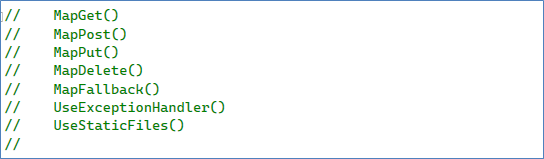 //    MapGet()
//    MapPost()
//    MapPut()
//    MapDelete()
//    MapFallback()
//    UseExceptionHandler()
//    UseStaticFiles()
//